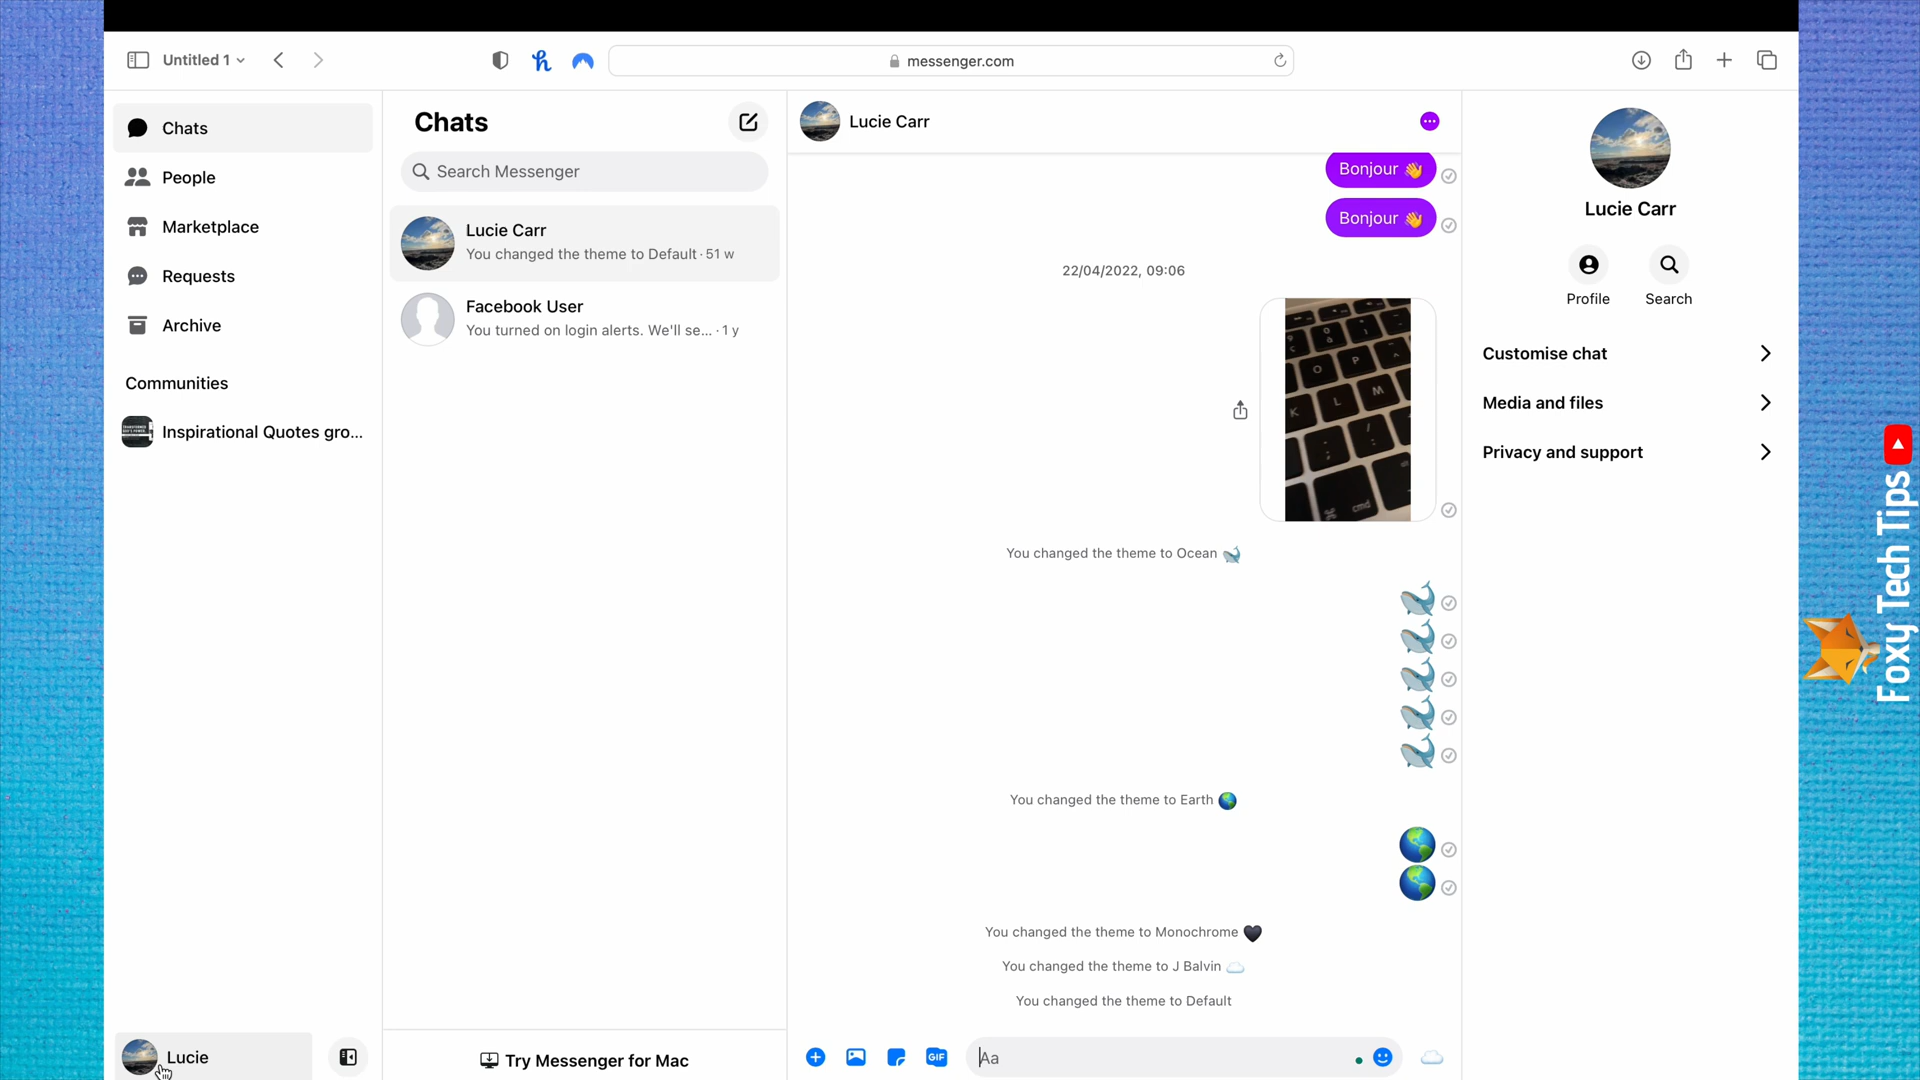 Untitled 1
messenger.com
Chats
People
Marketplace
Requests
Archive
Communities
Inspirational Quotes gro...
Lucie
Chats
Search Messenger
Lucie Carr
You changed the theme to Default · 51 w
Facebook User
You turned on login alerts. We'll se... · 1 y
Try Messenger for Mac
Lucie Carr
Bonjour 👋
Bonjour 👋
22/04/2022, 09:06
O
P
K
L
M
cmd
You changed the theme to Ocean 🐳
You changed the theme to Earth 🌎
You changed the theme to Monochrome 🖤
You changed the theme to J Balvin ☁️
You changed the theme to Default
GIF
Aa
Lucie Carr
Profile
Search
Customise chat
Media and files
Privacy and support
Foxy Tech Tips